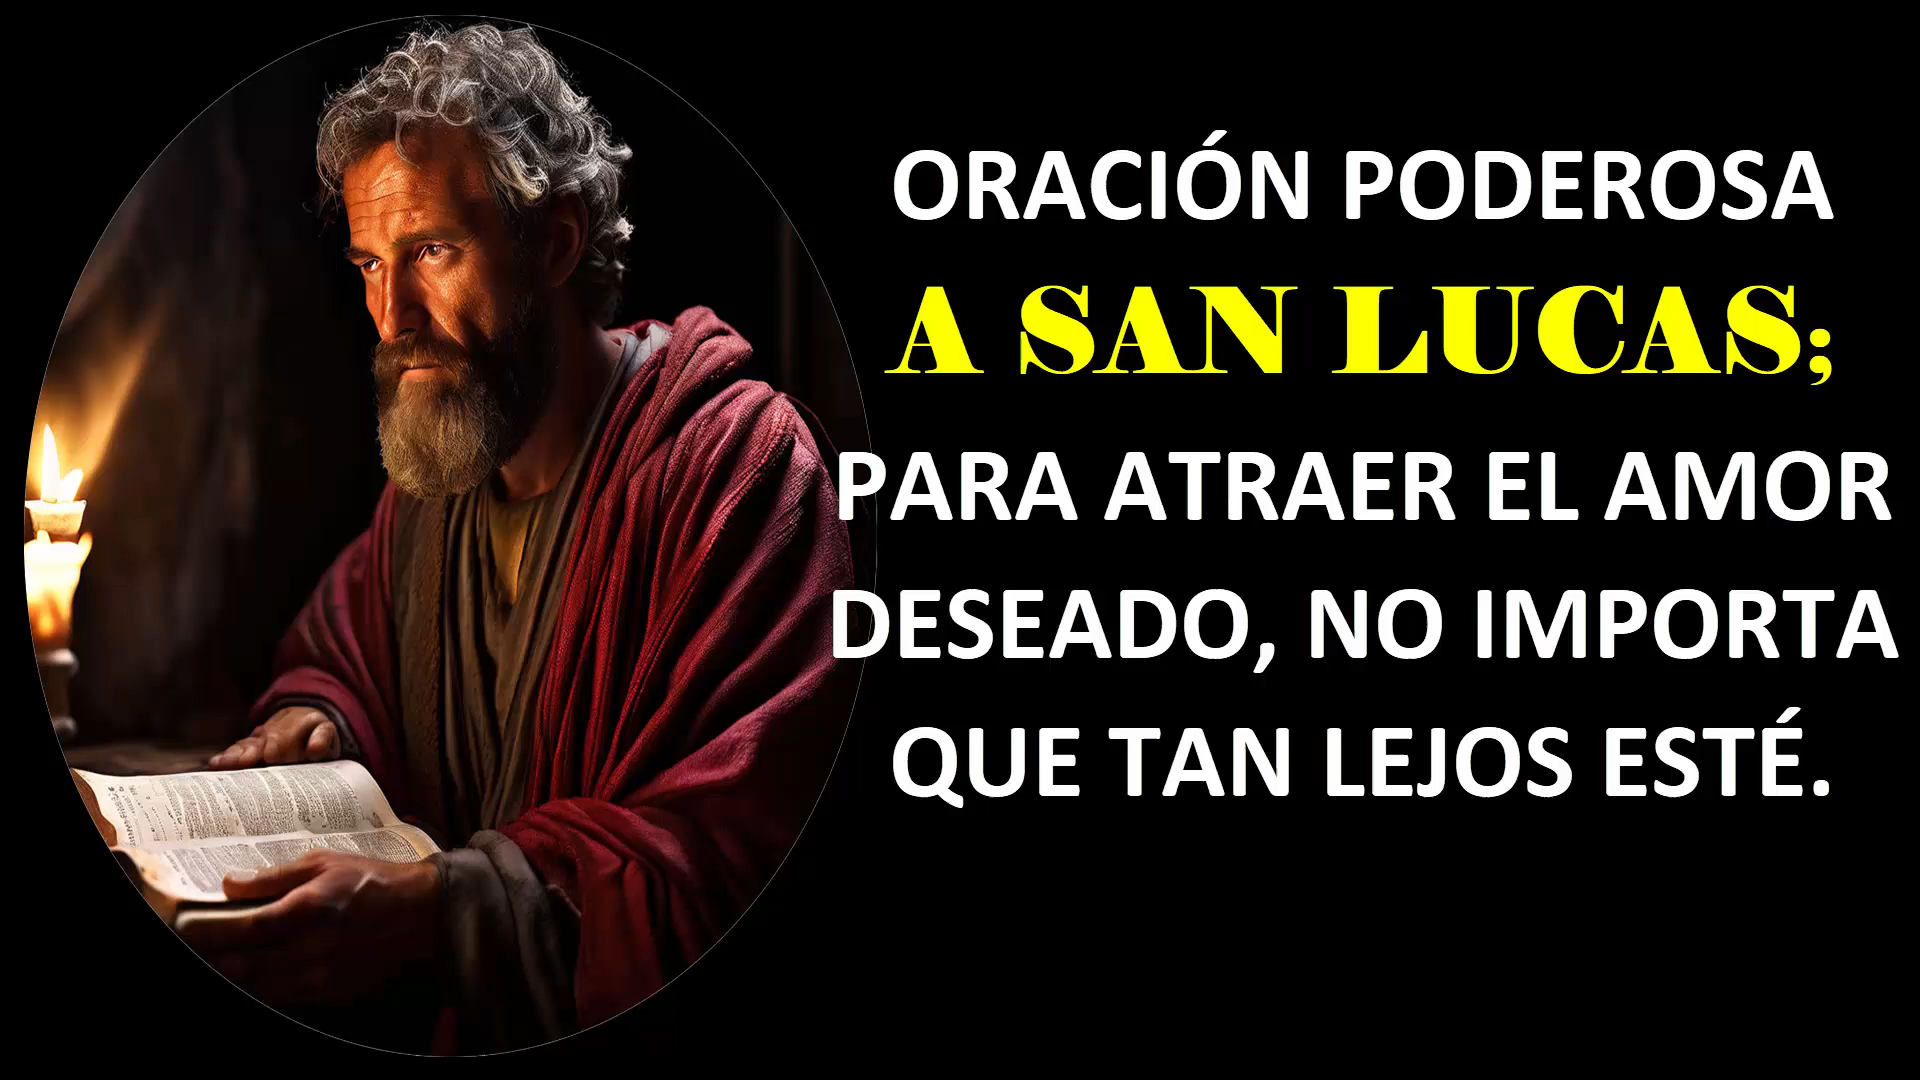 ORACIÓN PODEROSA
A SAN LUCAS;
PARA ATRAER EL AMOR
DESEADO, NO IMPORTA
QUE TAN LEJOS ESTÉ.